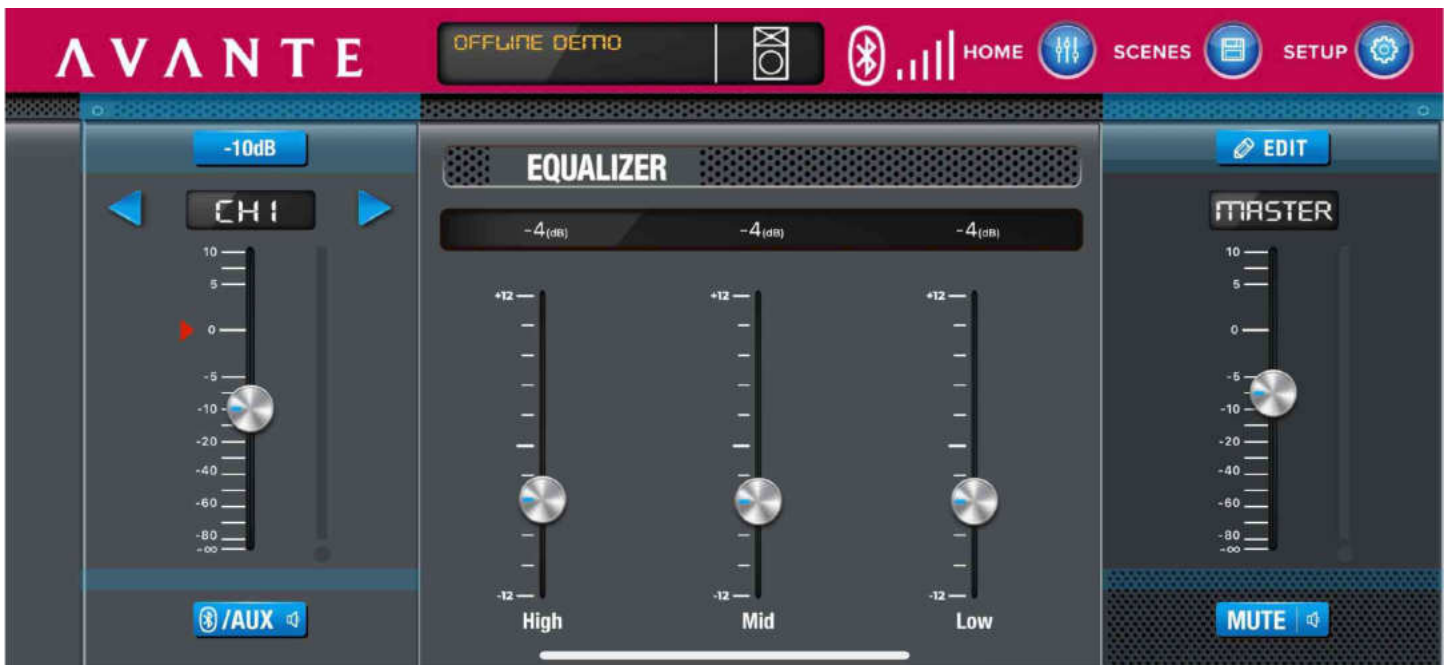 AVANTE
OFFLINE DEMO
HOME
SCENES
SETUP
-10dB
CH1
10
5
0
-5
-10
-20
-40
-60
-80
-∞
/AUX
EQUALIZER
-4(dB) -4(dB) -4(dB)
+12 +12 +12
-12 -12 -12
High Mid Low
EDIT
MASTER
10
5
0
-5
-10
-20
-40
-60
-80
-∞
MUTE